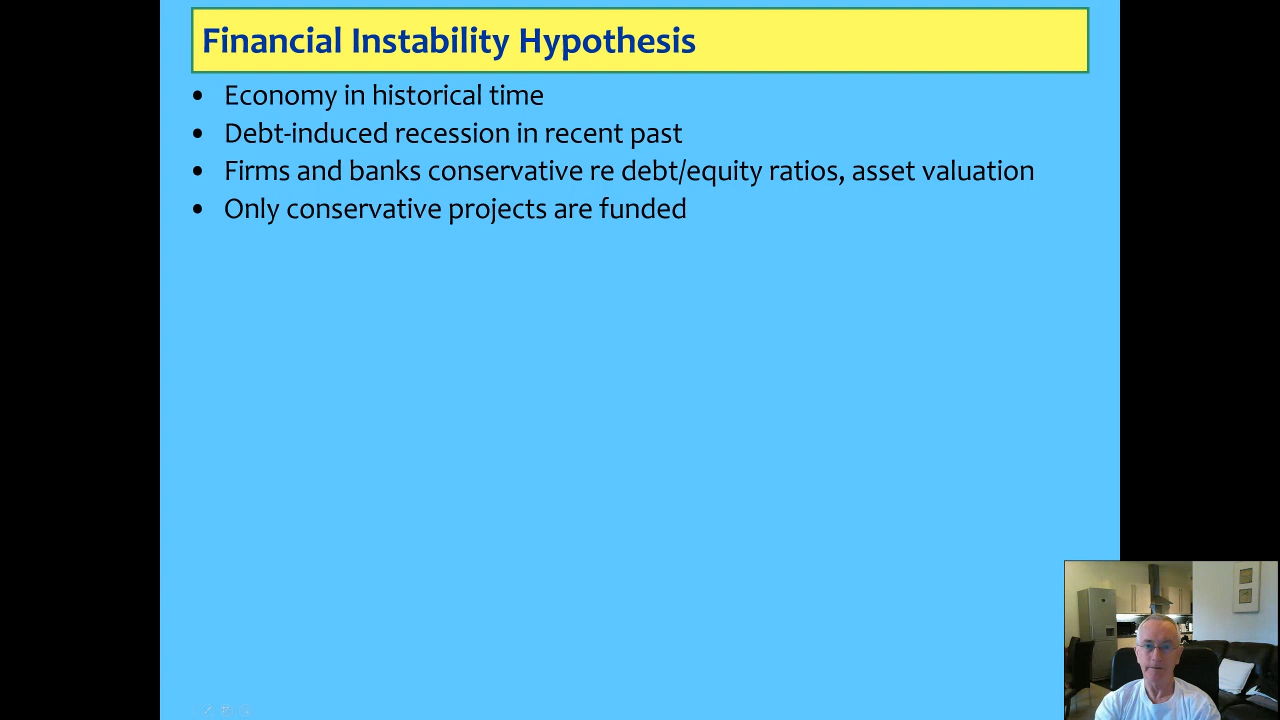 Financial Instability Hypothesis
• Economy in historical time
• Debt-induced recession in recent past
• Firms and banks conservative re debt/equity ratios, asset valuation
• Only conservative projects are funded